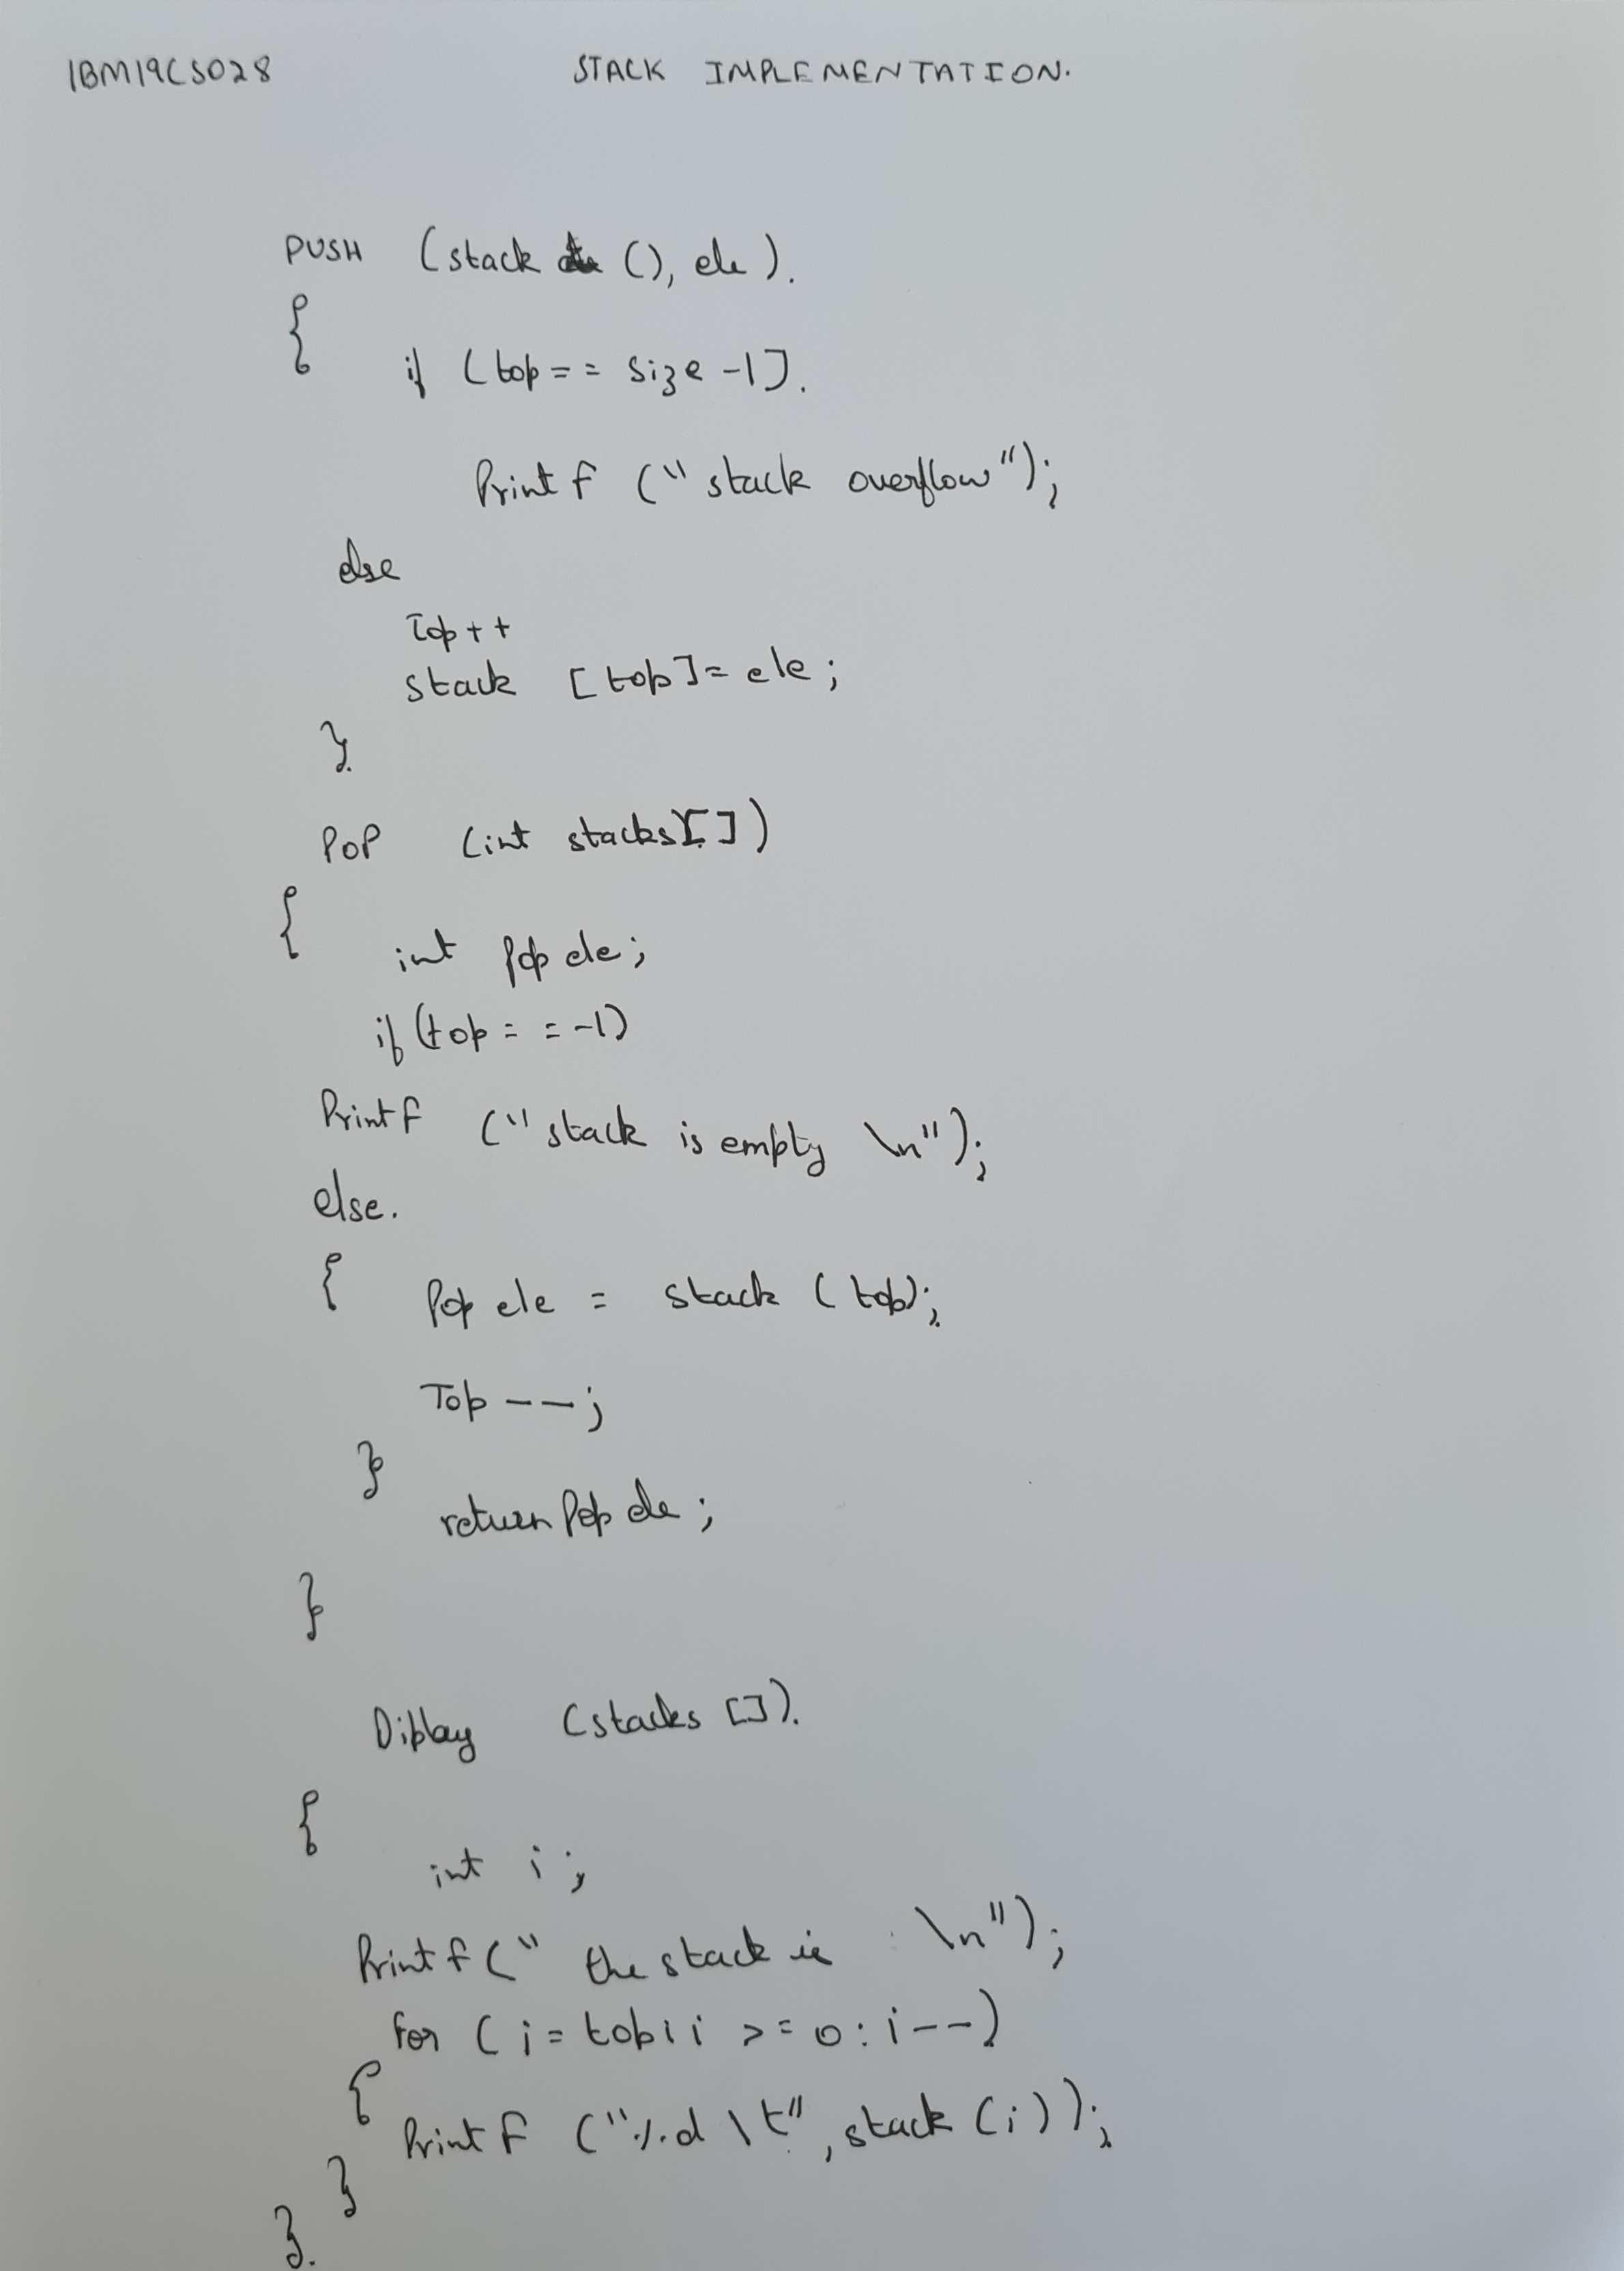 1BM19CS028 STACK IMPLEMENTATION.
PUSH (stack (), ele).
{
if (top== size -1].
Printf ("stack overflow");
else
Top++
stack [top]= ele;
}.
POP (int stacks)[])
{
int Pop ele;
if (top= =-1)
Printf ("stack is empty \n");
else.
{ Pop ele = stack (top);
Top --;
}
return Pop ele;
}
Diplay (stacks []).
{
int i;
Printf(" the stack is : \n");
for (i= top; i >= 0: i--)
{
Printf ("%d \t", stack (i));
}
}.